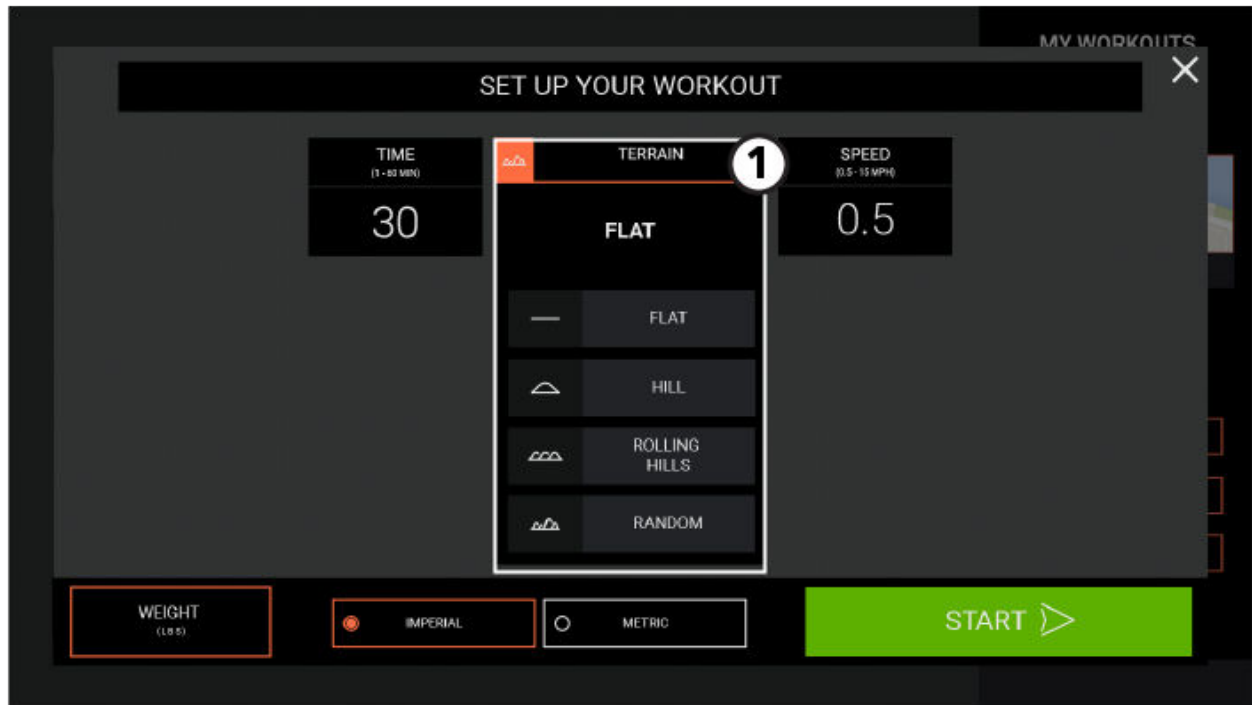 MY WORKOUTS
SET UP YOUR WORKOUT
TIME
(1 - 60 MIN)
30
TERRAIN
1
FLAT
FLAT
HILL
ROLLING
HILLS
RANDOM
SPEED
(0.5 - 15 MPH)
0.5
WEIGHT
(LBS)
IMPERIAL
METRIC
START